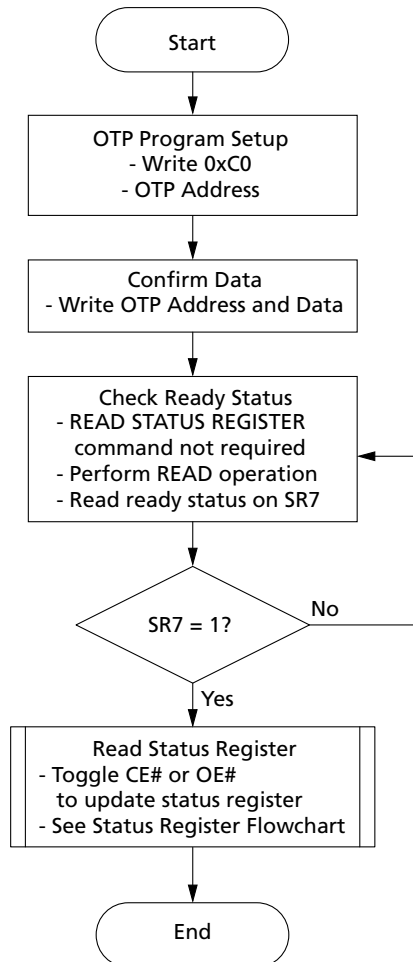 Start
OTP Program Setup
- Write 0xC0
- OTP Address
Confirm Data
- Write OTP Address and Data
Check Ready Status
- READ STATUS REGISTER
command not required
- Perform READ operation
- Read ready status on SR7
SR7 = 1?
No
Yes
Read Status Register
- Toggle CE# or OE#
to update status register
- See Status Register Flowchart
End